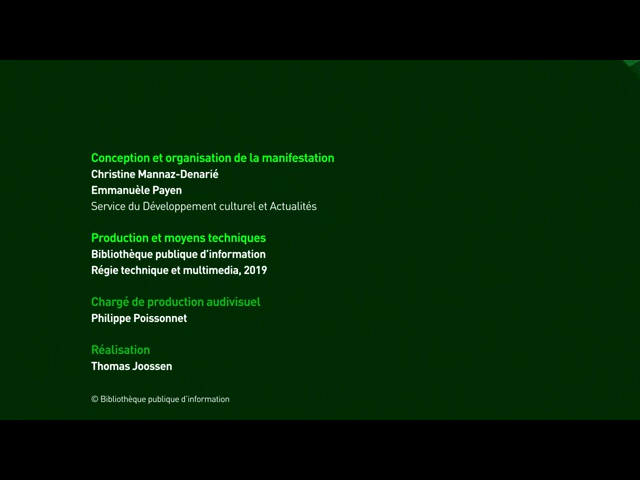 Conception et organisation de la manifestation
Christine Mannaz-Denarié
Emmanuèle Payen
Service du Développement culturel et Actualités
Production et moyens techniques
Bibliothèque publique d'information
Régie technique et multimedia, 2019
Chargé de production audivisuel
Philippe Poissonnet
Réalisation
Thomas Joossen
© Bibliothèque publique d'information